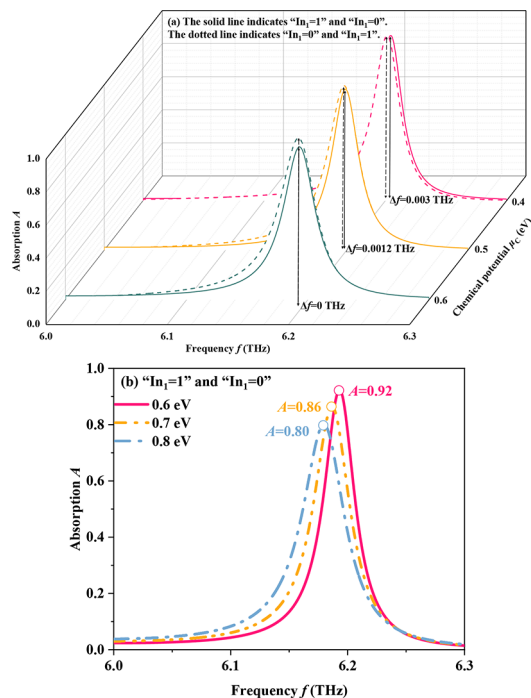 (a) The solid line indicates “In₁=1” and “In₁=0”.
The dotted line indicates “In₁=0” and “In₁=1”.
1.0
0.8
0.6
0.4
0.2
0.0
Absorption A
6.0
6.1
6.2
6.3
Frequency f (THz)
0.4
0.5
0.6
Chemical potential μC (eV)
Δf=0.003 THz
Δf=0.0012 THz
Δf=0 THz
(b) “In₁=1” and “In₁=0”
0.6 eV
0.7 eV
0.8 eV
A=0.92
A=0.86
A=0.80
1.0
0.8
0.6
0.4
0.2
0.0
Absorption A
6.0
6.1
6.2
6.3
Frequency f (THz)